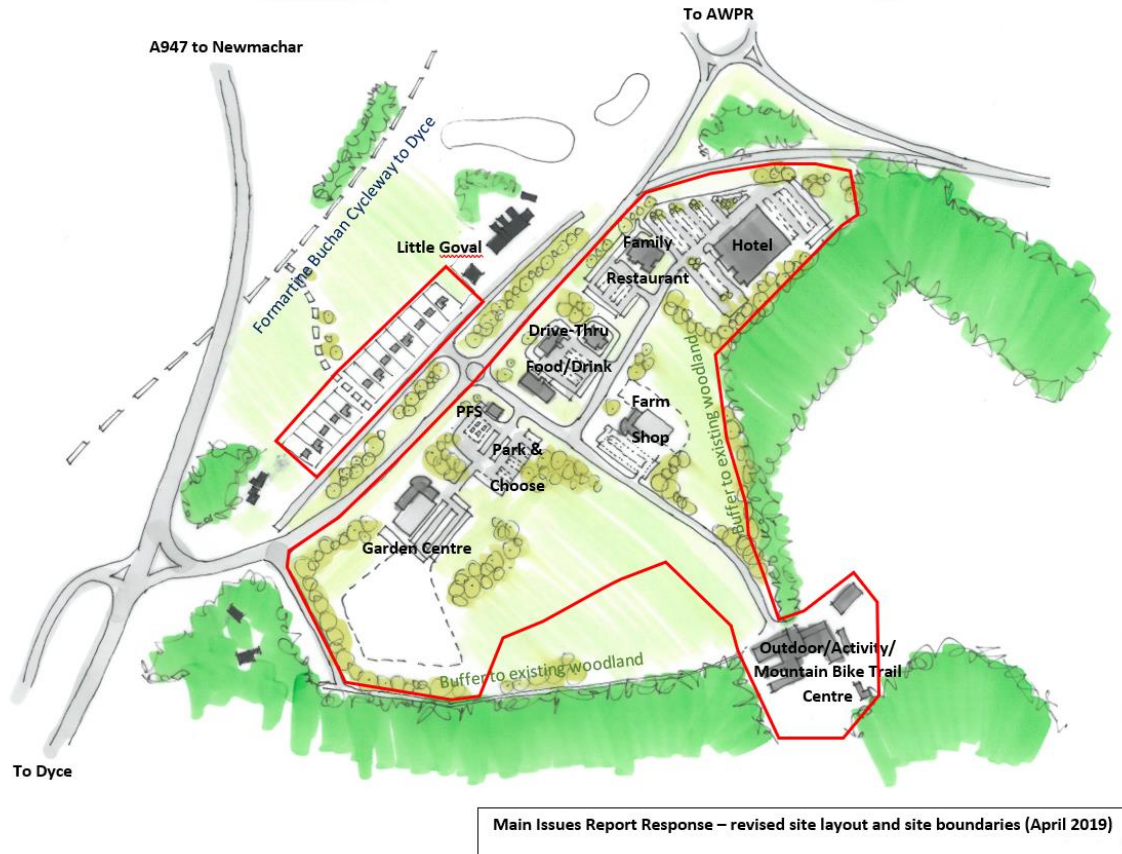 To AWPR
A947 to Newmachar
Formartine Buchan Cycleway to Dyce
Little Goval
Family
Restaurant
Hotel
Drive-Thru
Food/Drink
Farm
Shop
PFS
Park &
Choose
Garden Centre
Buffer to existing woodland
Buffer to existing woodland
Outdoor/Activity/
Mountain Bike Trail
Centre
To Dyce
Main Issues Report Response – revised site layout and site boundaries (April 2019)